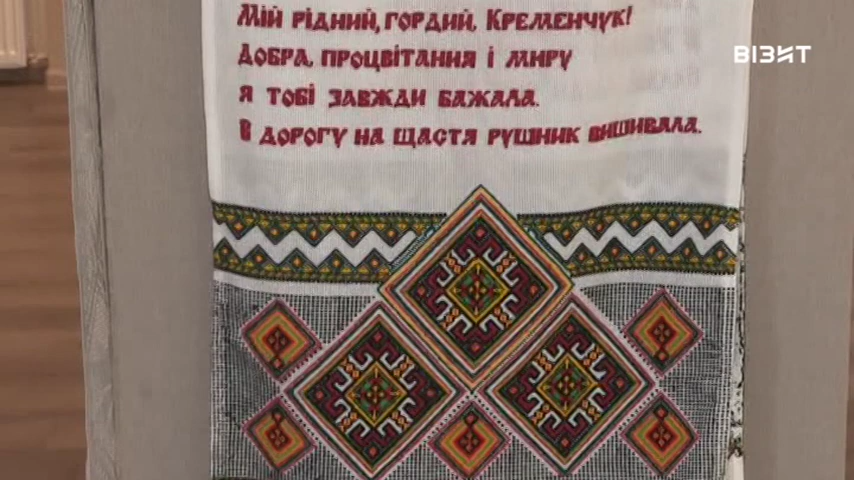 Мій рідний, гордий, Кременчук!
ВІЗИТ
Добра, процвітання і миру
Я тобі завжди бажала.
В дорогу на щастя рушник вишивала.